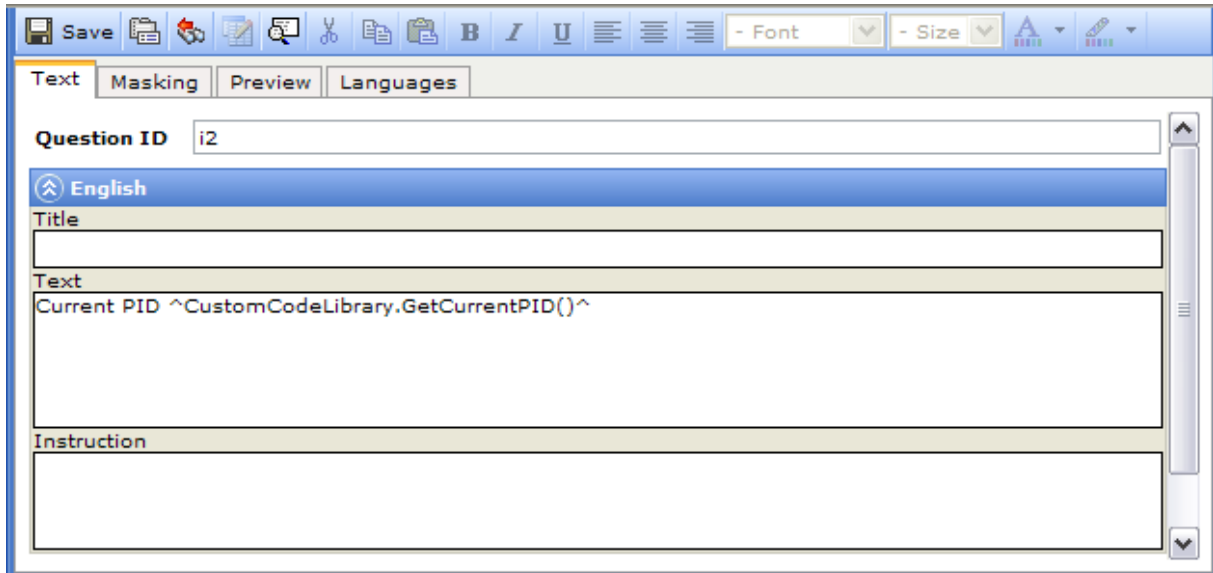 Save B I U - Font - Size A
Text Masking Preview Languages
Question ID i2
English
Title
Text
Current PID ^CustomCodeLibrary.GetCurrentPID()^
Instruction